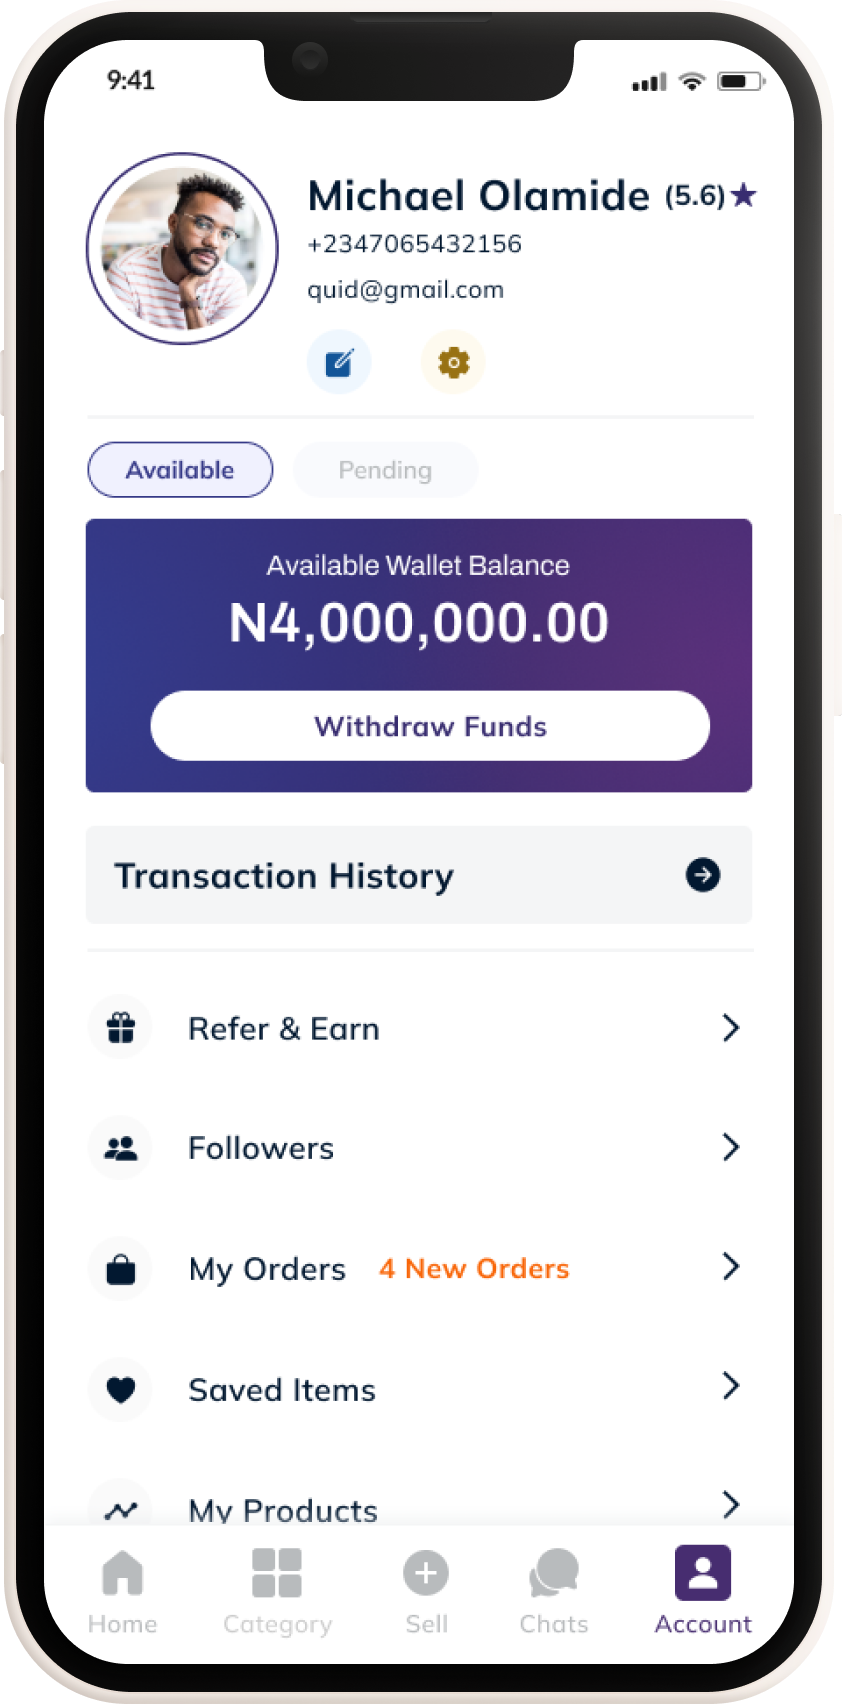 9:41
Michael Olamide (5.6)
+2347065432156
quid@gmail.com
Available Pending
Available Wallet Balance
N4,000,000.00
Withdraw Funds
Transaction History
Refer & Earn
Followers
My Orders 4 New Orders
Saved Items
My Products
Home Category Sell Chats Account